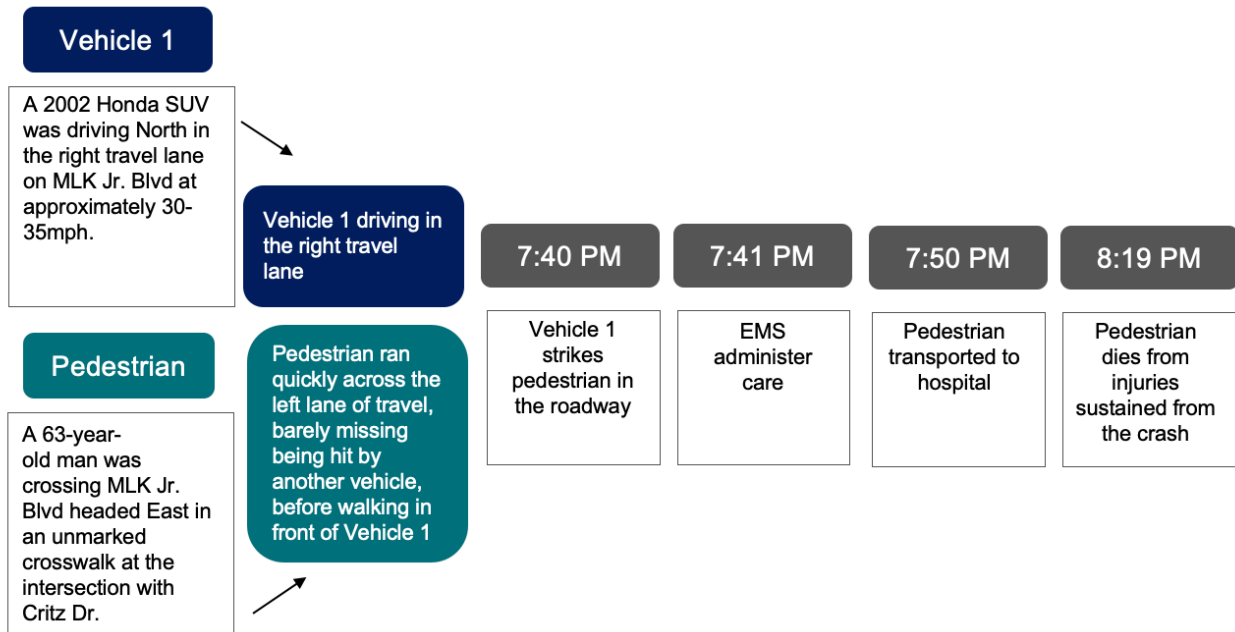 Vehicle 1
A 2002 Honda SUV
was driving North in
the right travel lane
on MLK Jr. Blvd at
approximately 30-
35mph.
Pedestrian
A 63-year-
old man was
crossing MLK Jr.
Blvd headed East in
an unmarked
crosswalk at the
intersection with
Critz Dr.
Vehicle 1 driving in
the right travel
lane
Pedestrian ran
quickly across the
left lane of travel,
barely missing
being hit by
another vehicle,
before walking in
front of Vehicle 1
7:40 PM
Vehicle 1
strikes
pedestrian in
the roadway
7:41 PM
EMS
administer
care
7:50 PM
Pedestrian
transported to
hospital
8:19 PM
Pedestrian
dies from
injuries
sustained from
the crash